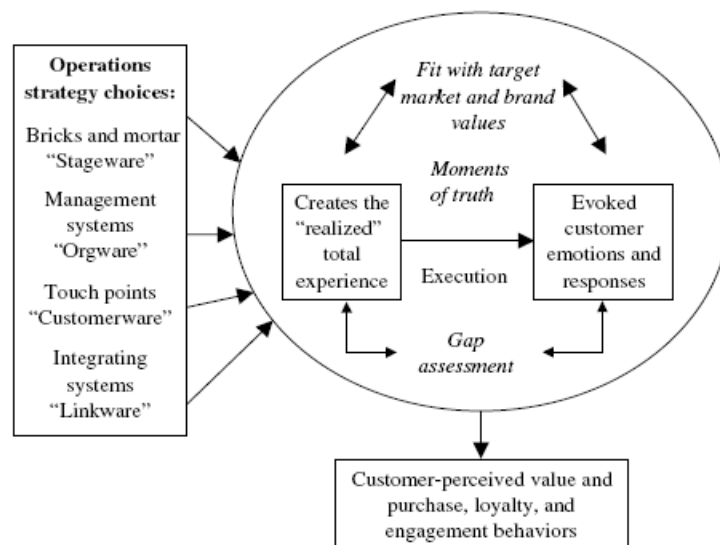 Operations
strategy choices:
Bricks and mortar
“Stageware”
Management
systems
“Orgware”
Touch points
“Customerware”
Integrating
systems
“Linkware”
Fit with target
market and brand
values
Moments
of truth
Creates the
“realized”
total
experience
Execution
Evoked
customer
emotions and
responses
Gap
assessment
Customer-perceived value and
purchase, loyalty, and
engagement behaviors